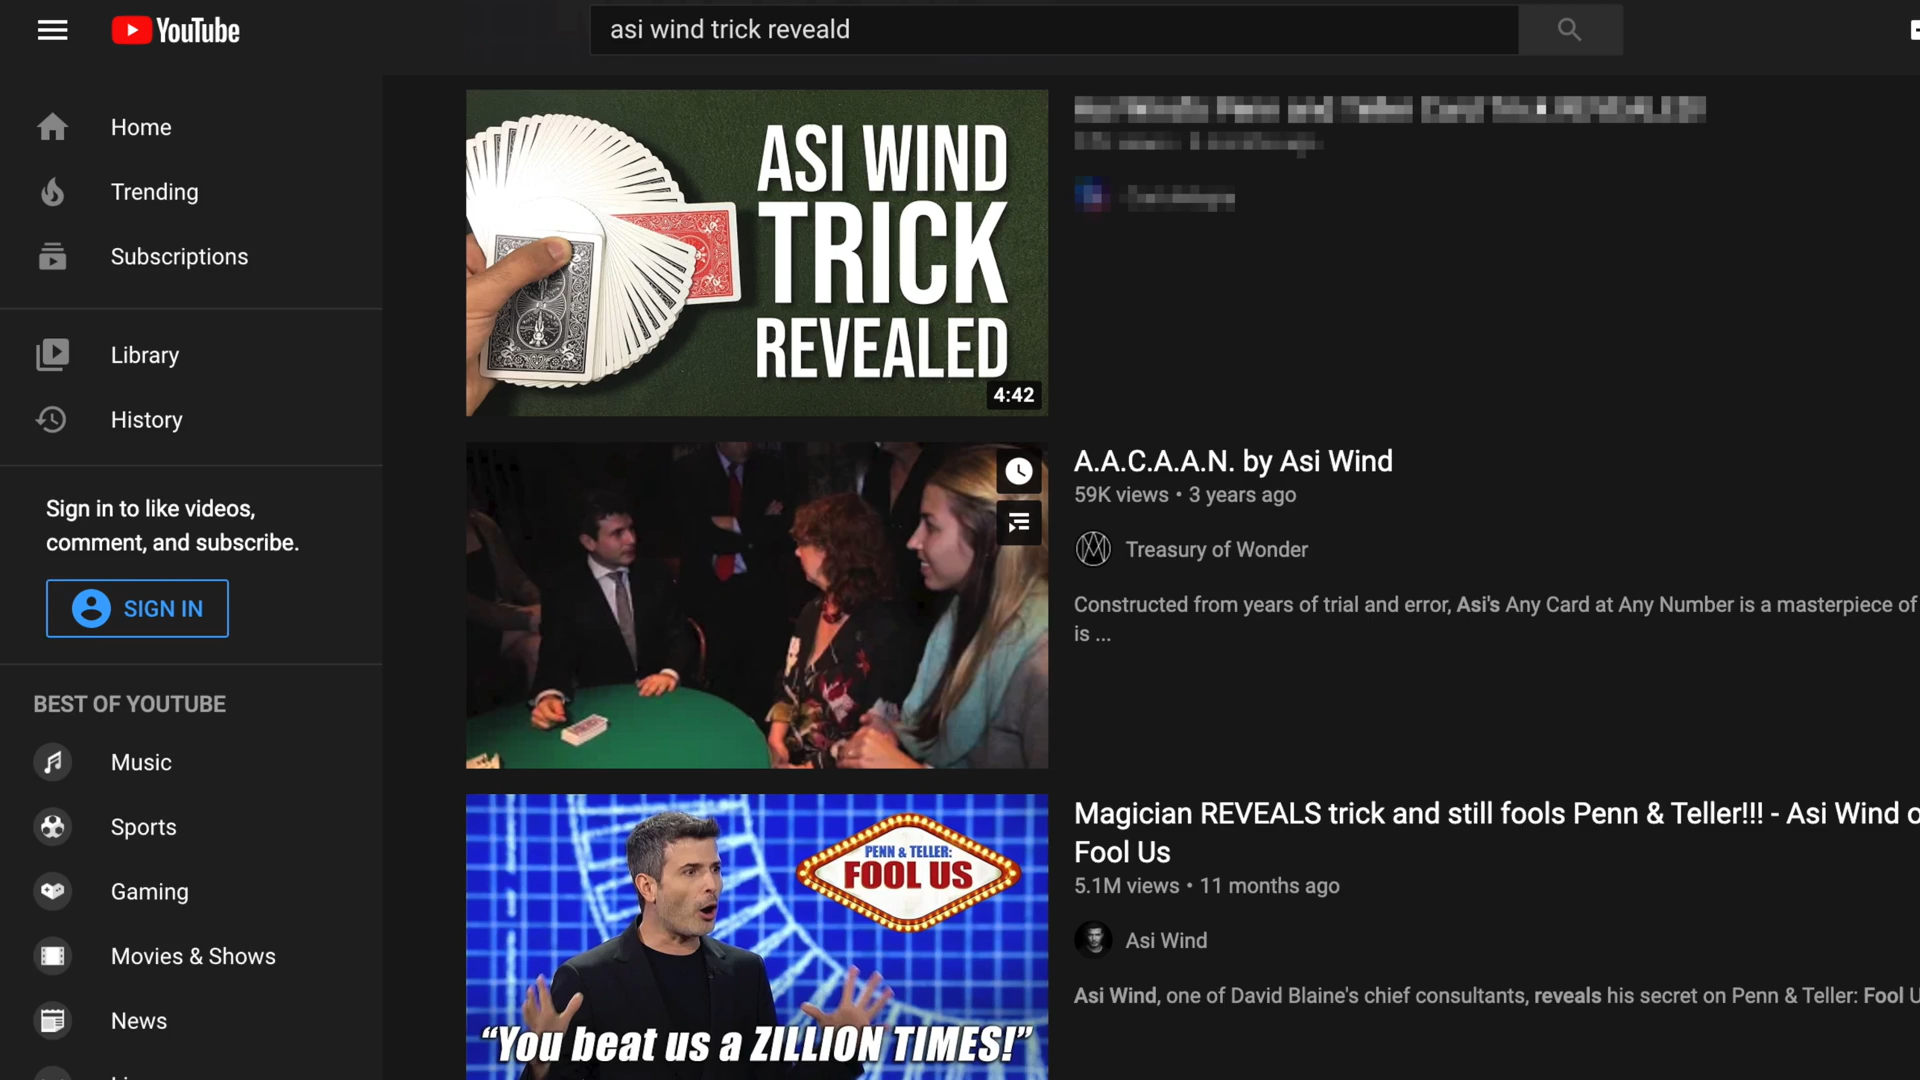 YouTube
asi wind trick reveald
Home
Trending
Subscriptions
Library
History
Sign in to like videos,
comment, and subscribe.
SIGN IN
BEST OF YOUTUBE
Music
Sports
Gaming
Movies & Shows
News
ASI WIND
TRICK
REVEALED
4:42
A.A.C.A.A.N. by Asi Wind
59K views • 3 years ago
Treasury of Wonder
Constructed from years of trial and error, Asi's Any Card at Any Number is a masterpiece of
is ...
PENN & TELLER:
FOOL US
"You beat us a ZILLION TIMES!"
Magician REVEALS trick and still fools Penn & Teller!!! - Asi Wind o
Fool Us
5.1M views • 11 months ago
Asi Wind
Asi Wind, one of David Blaine's chief consultants, reveals his secret on Penn & Teller: Fool U